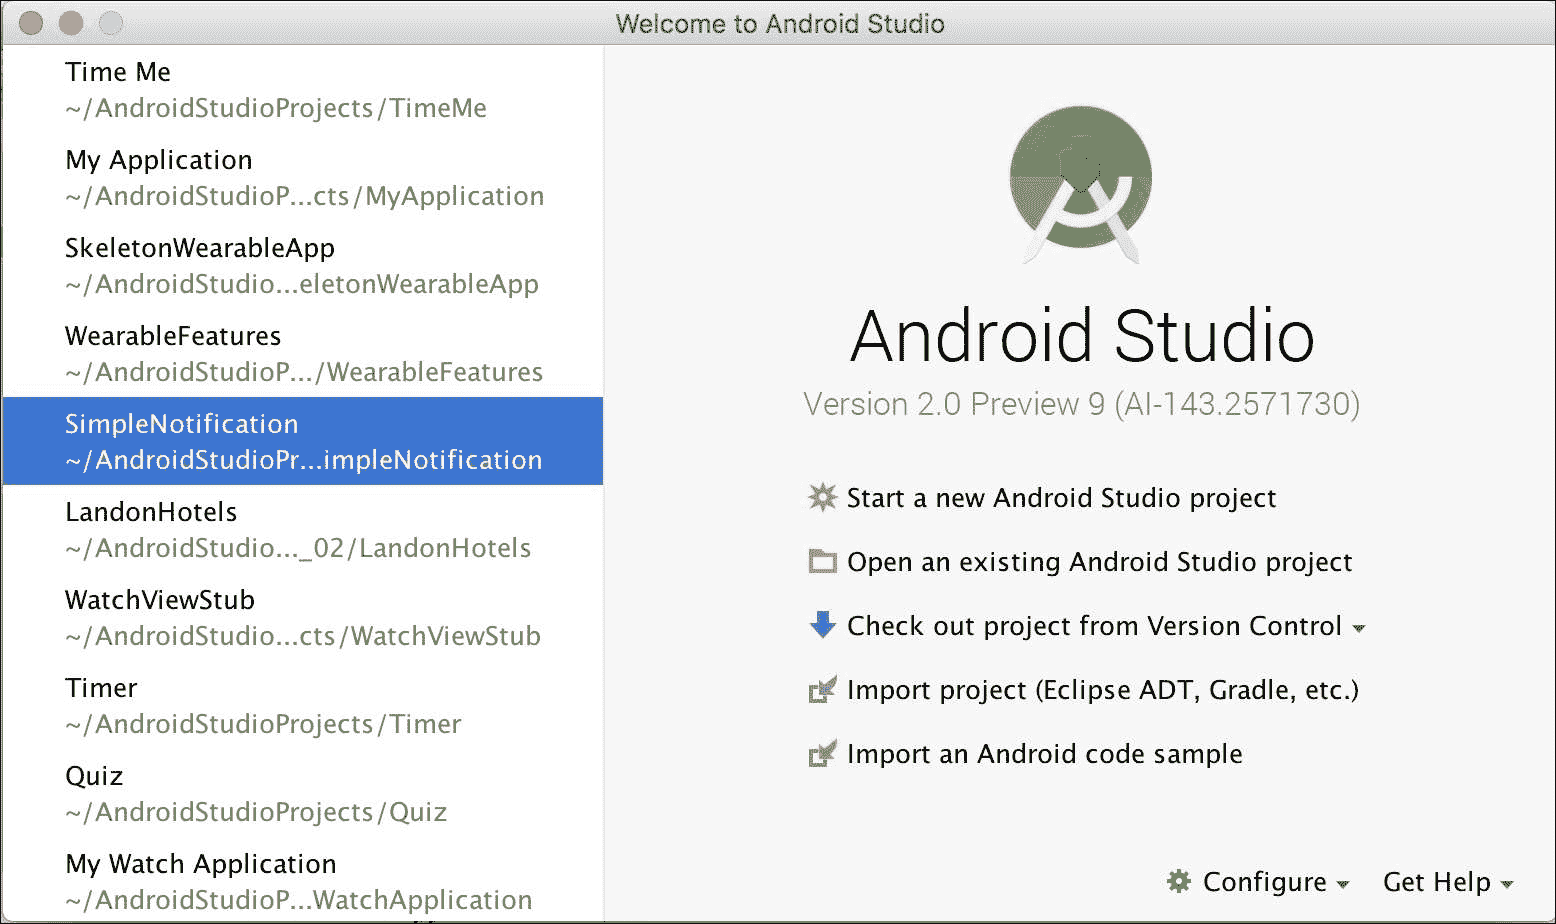 Welcome to Android Studio
Time Me
~/AndroidStudioProjects/TimeMe
My Application
~/AndroidStudioP...cts/MyApplication
SkeletonWearableApp
~/AndroidStudio...eletonWearableApp
WearableFeatures
~/AndroidStudioP.../WearableFeatures
SimpleNotification
~/AndroidStudioPr...impleNotification
LandonHotels
~/AndroidStudio..._02/LandonHotels
WatchViewStub
~/AndroidStudio...cts/WatchViewStub
Timer
~/AndroidStudioProjects/Timer
Quiz
~/AndroidStudioProjects/Quiz
My Watch Application
~/AndroidStudioP...WatchApplication
Android Studio
Version 2.0 Preview 9 (AI-143.2571730)
Start a new Android Studio project
Open an existing Android Studio project
Check out project from Version Control
Import project (Eclipse ADT, Gradle, etc.)
Import an Android code sample
Configure
Get Help